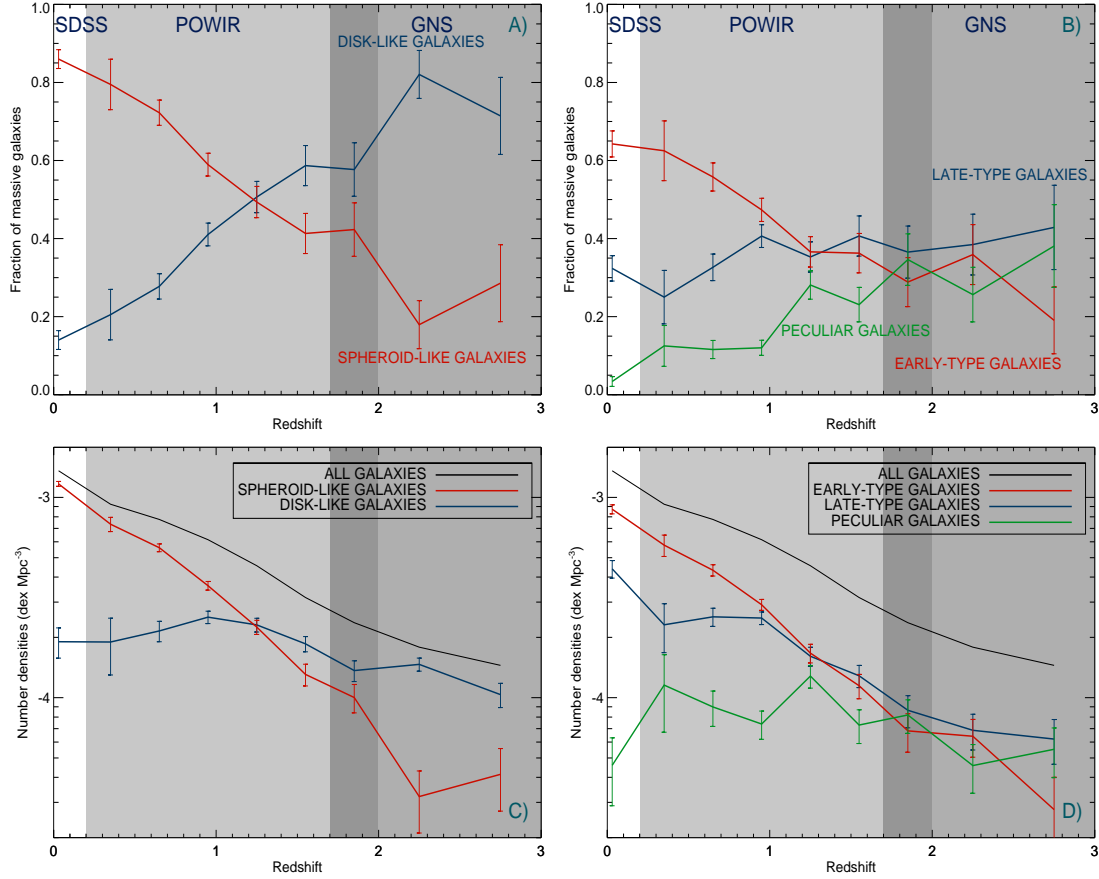 SDSS POWIR GNS A)
DISK-LIKE GALAXIES
SPHEROID-LIKE GALAXIES
Fraction of massive galaxies
1.0
0.8
0.6
0.4
0.2
0.0
0 1 2 3
Redshift
SDSS POWIR GNS B)
LATE-TYPE GALAXIES
PECULIAR GALAXIES
EARLY-TYPE GALAXIES
Fraction of massive galaxies
1.0
0.8
0.6
0.4
0.2
0.0
0 1 2 3
Redshift
ALL GALAXIES
SPHEROID-LIKE GALAXIES
DISK-LIKE GALAXIES
Number densities (dex Mpc⁻³)
-3
-4
C)
0 1 2 3
Redshift
ALL GALAXIES
EARLY-TYPE GALAXIES
LATE-TYPE GALAXIES
PECULIAR GALAXIES
Number densities (dex Mpc⁻³)
-3
-4
D)
0 1 2 3
Redshift